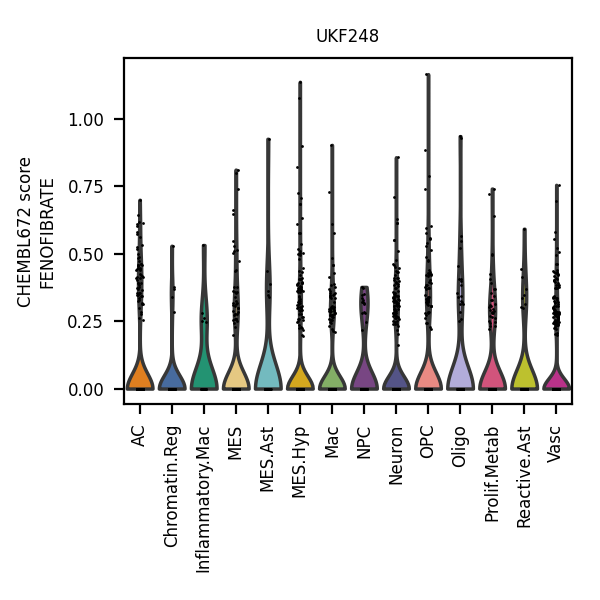 UKF248
CHEMBL672 score
FENOFIBRATE
1.00
0.75
0.50
0.25
0.00
AC
Chromatin.Reg
Inflammatory.Mac
MES
MES.Ast
MES.Hyp
Mac
NPC
Neuron
OPC
Oligo
Prolif.Metab
Reactive.Ast
Vasc